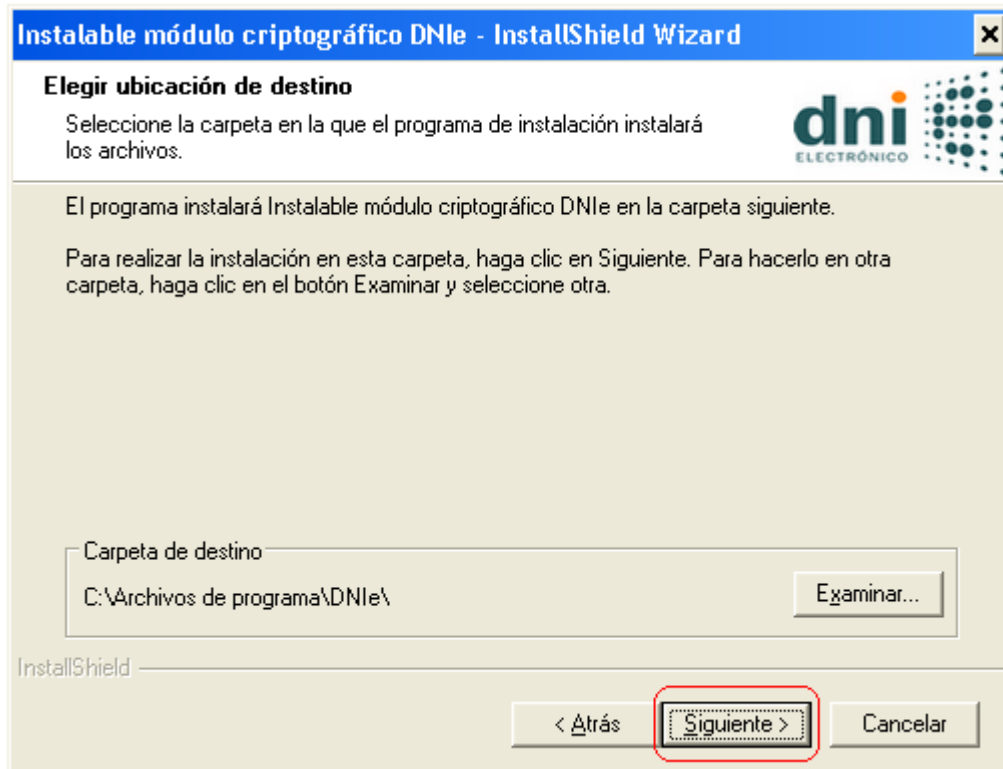 Instalable módulo criptográfico DNIe - InstallShield Wizard
Elegir ubicación de destino
Seleccione la carpeta en la que el programa de instalación instalará
los archivos.
dni
ELECTRÓNICO
El programa instalará Instalable módulo criptográfico DNIe en la carpeta siguiente.
Para realizar la instalación en esta carpeta, haga clic en Siguiente. Para hacerlo en otra
carpeta, haga clic en el botón Examinar y seleccione otra.
Carpeta de destino
C:\Archivos de programa\DNIe\
Examinar...
InstallShield
< Atrás
Siguiente >
Cancelar